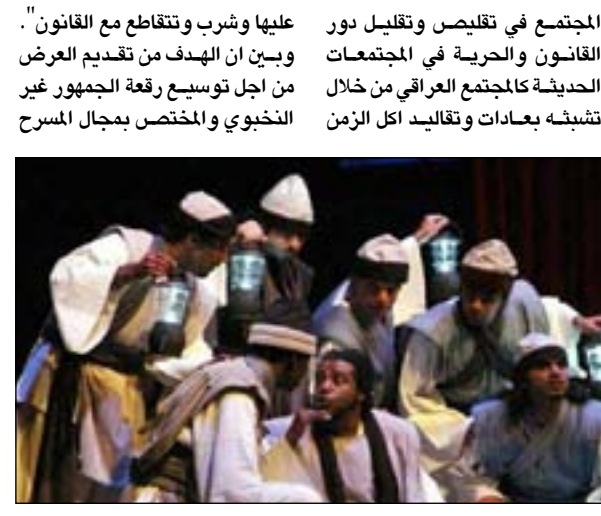 المجتمع في تقليص وتقليل دور
القانون والحرية في المجتمعات
الحديثة كالمجتمع العراقي من خلال
تشبثه بعادات وتقاليد اكل الزمن
عليها وشرب وتتقاطع مع القانون".
وبين ان الهدف من تقديم العرض
من اجل توسيع رقعة الجمهور غير
النخبوي والمختص بمجال المسرح